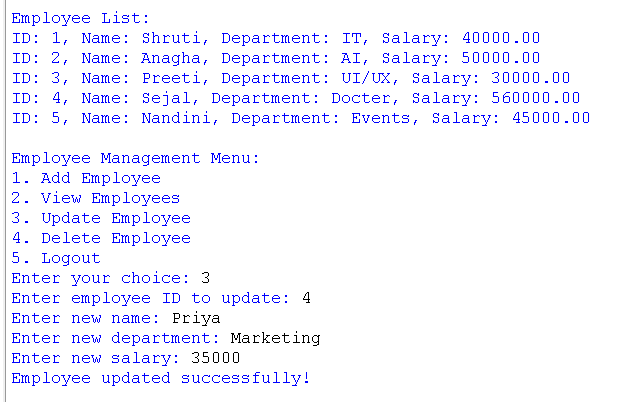 Employee List:
ID: 1, Name: Shruti, Department: IT, Salary: 40000.00
ID: 2, Name: Anagha, Department: AI, Salary: 50000.00
ID: 3, Name: Preeti, Department: UI/UX, Salary: 30000.00
ID: 4, Name: Sejal, Department: Docter, Salary: 560000.00
ID: 5, Name: Nandini, Department: Events, Salary: 45000.00

Employee Management Menu:
1. Add Employee
2. View Employees
3. Update Employee
4. Delete Employee
5. Logout
Enter your choice: 3
Enter employee ID to update: 4
Enter new name: Priya
Enter new department: Marketing
Enter new salary: 35000
Employee updated successfully!